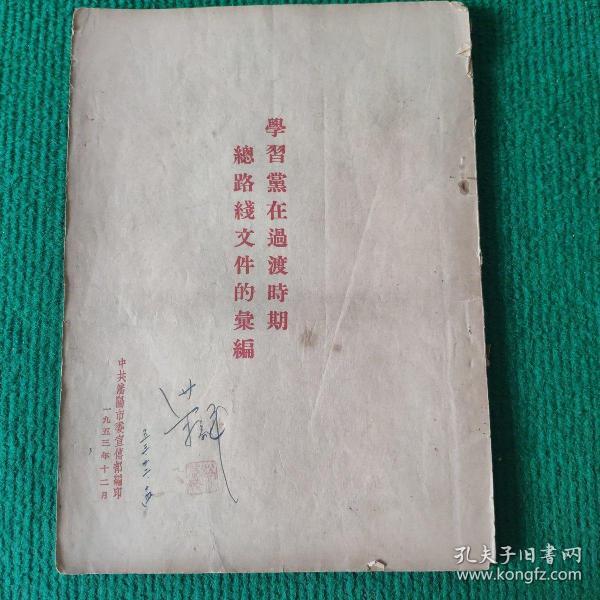 學習黨在過渡時期
總路綫文件的彙編
中共瀋陽市委宣傳部編印
一九五三年十二月
孔夫子旧书网
www.kongfz.com